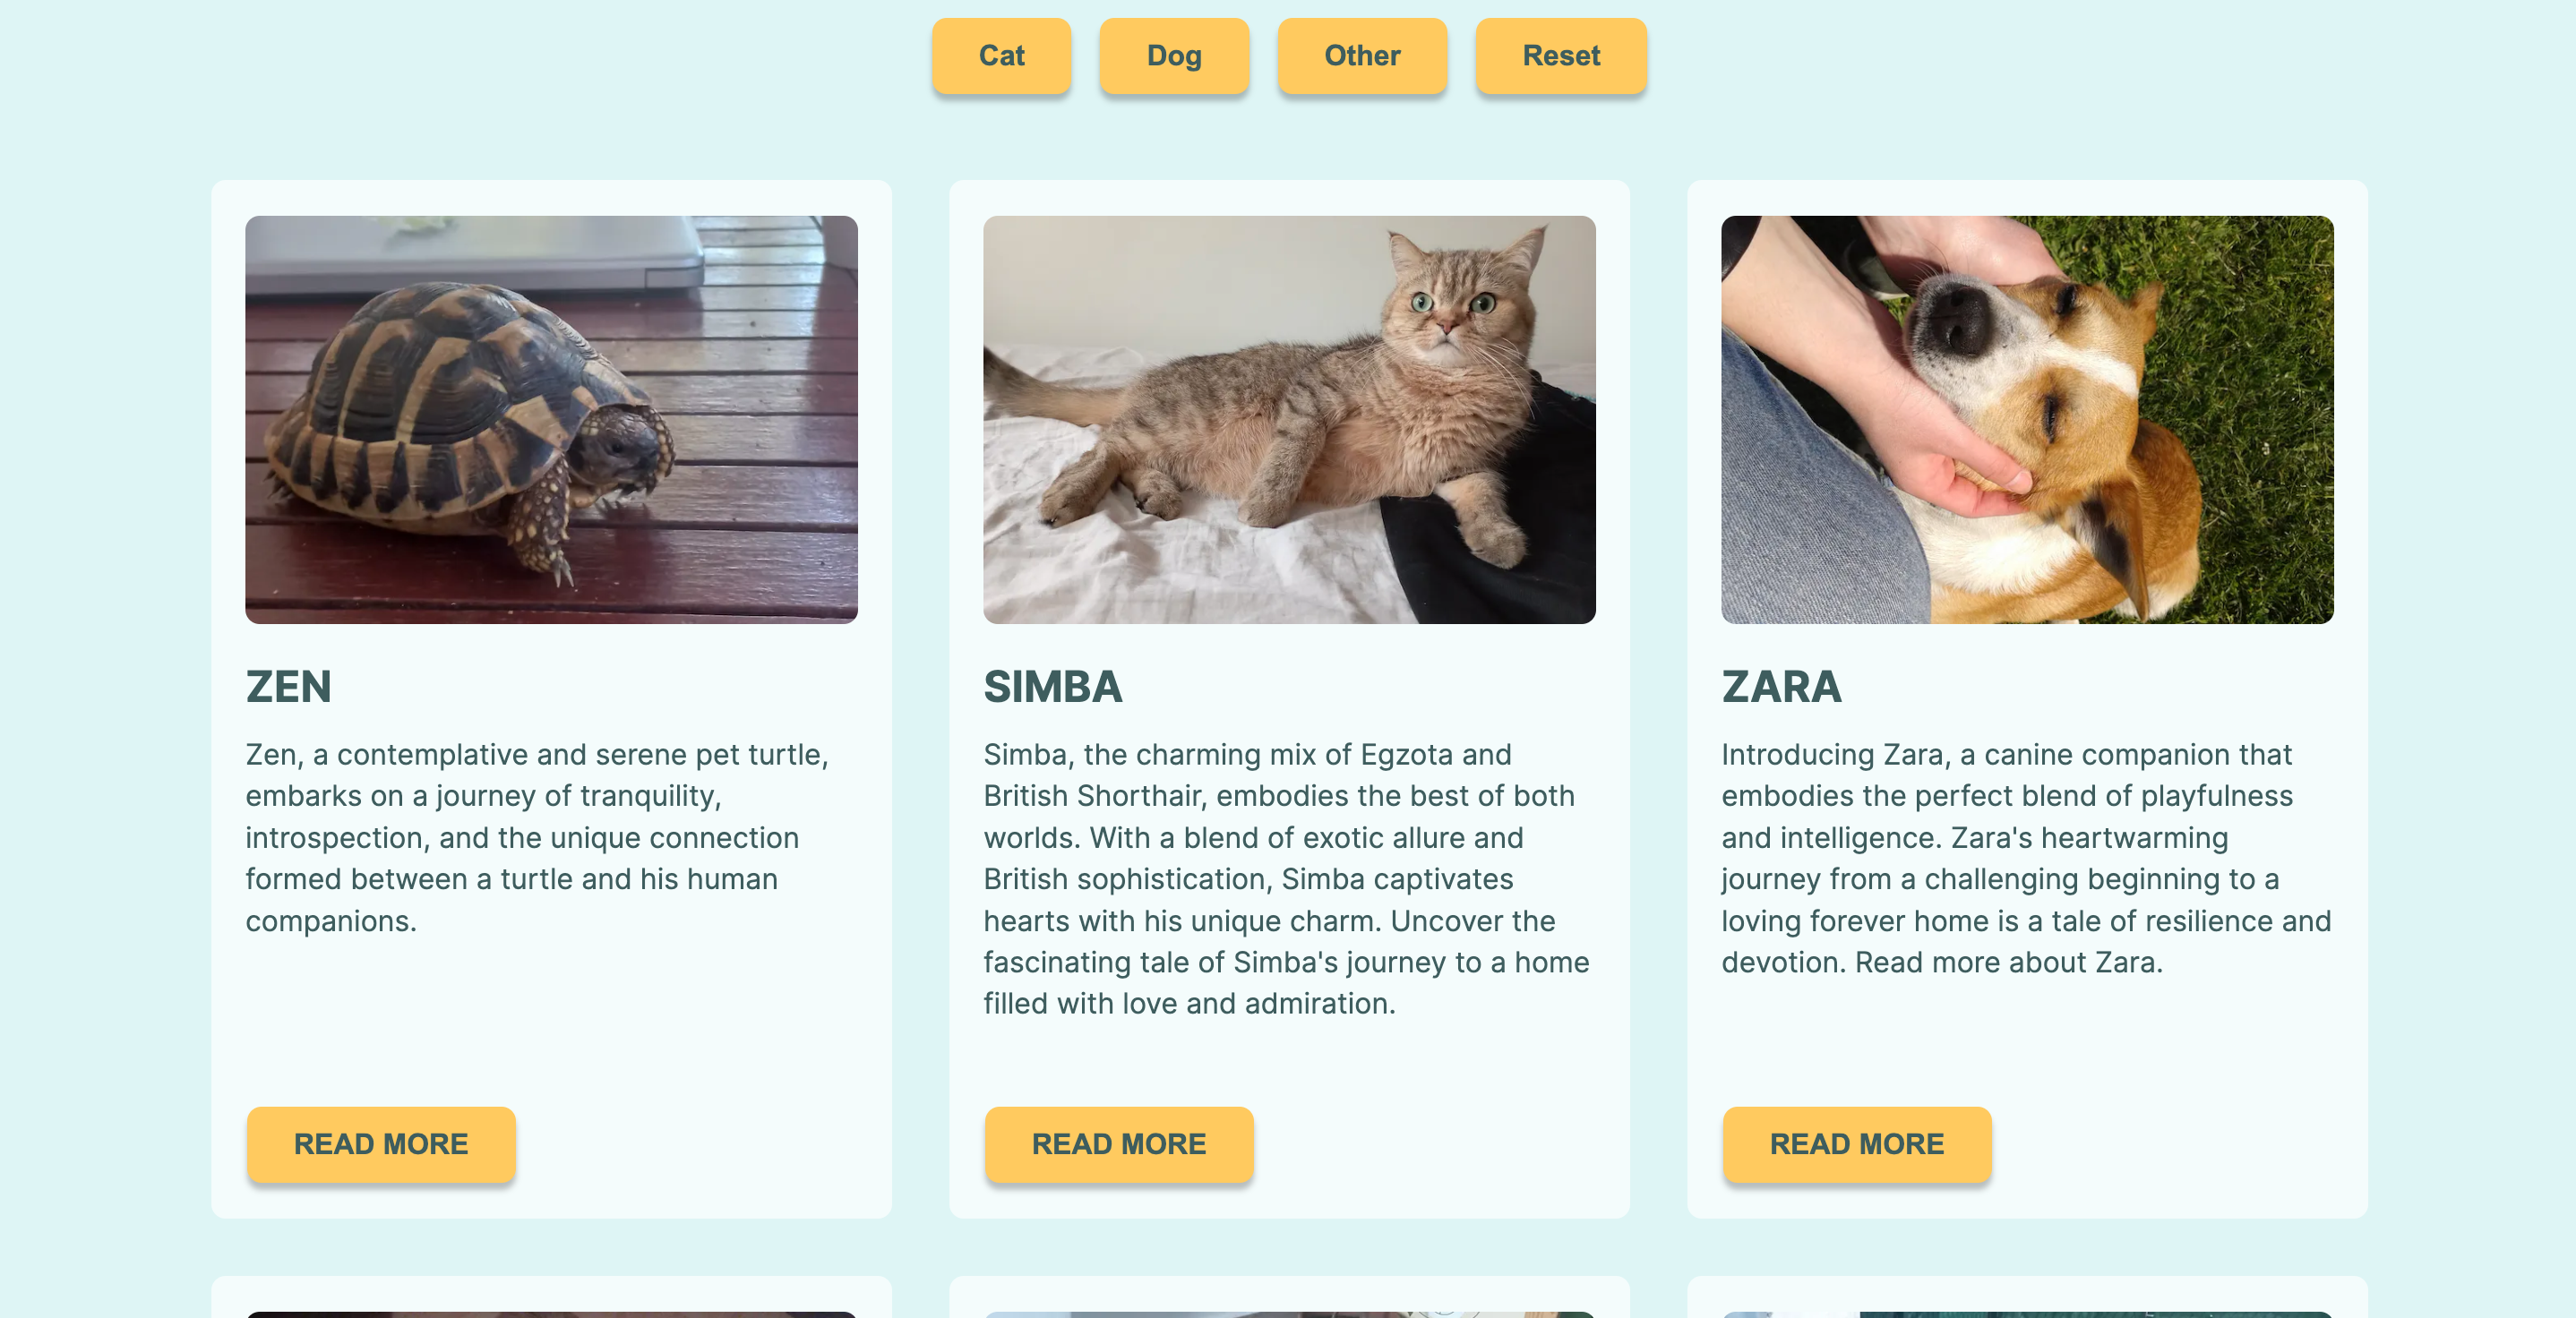 Cat
Dog
Other
Reset
ZEN
Zen, a contemplative and serene pet turtle,
embarks on a journey of tranquility,
introspection, and the unique connection
formed between a turtle and his human
companions.
READ MORE
SIMBA
Simba, the charming mix of Egzota and
British Shorthair, embodies the best of both
worlds. With a blend of exotic allure and
British sophistication, Simba captivates
hearts with his unique charm. Uncover the
fascinating tale of Simba's journey to a home
filled with love and admiration.
READ MORE
ZARA
Introducing Zara, a canine companion that
embodies the perfect blend of playfulness
and intelligence. Zara's heartwarming
journey from a challenging beginning to a
loving forever home is a tale of resilience and
devotion. Read more about Zara.
READ MORE